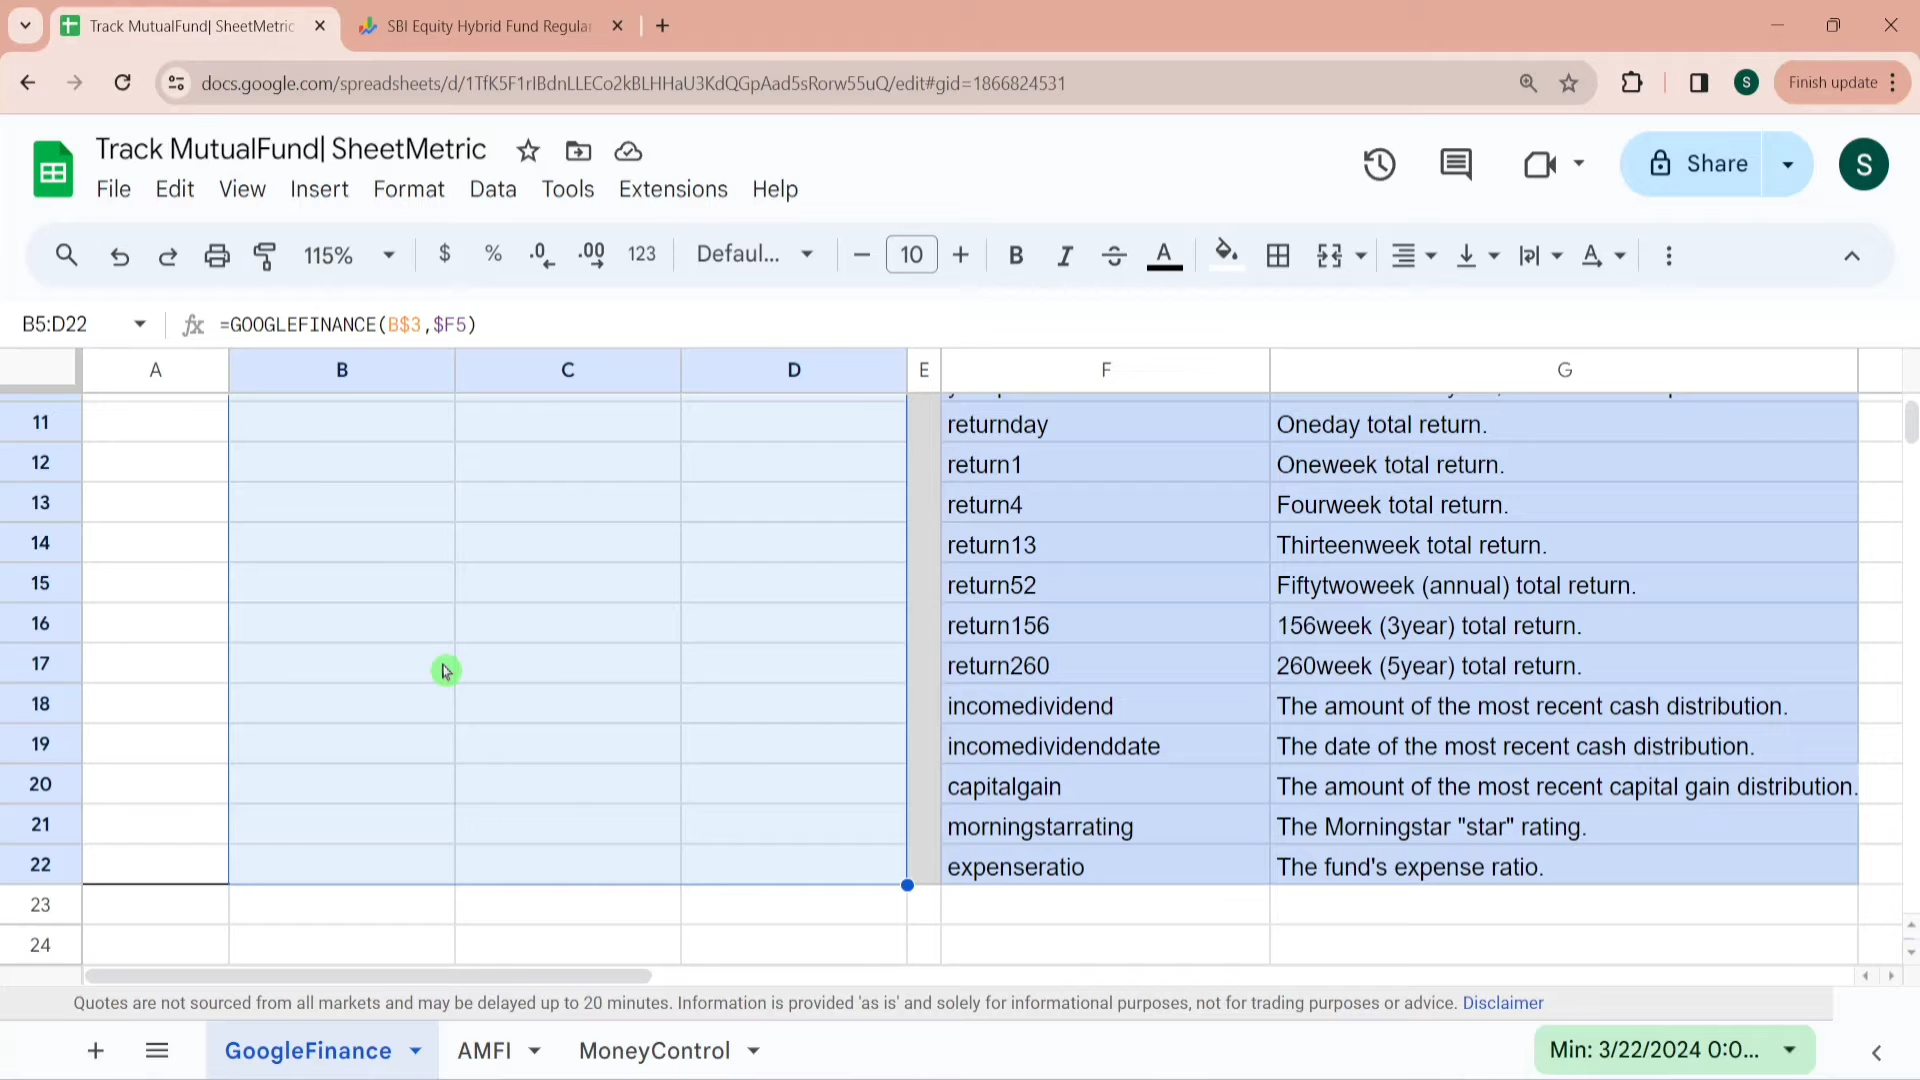 Track MutualFund| SheetMetric
SBI Equity Hybrid Fund Regular
docs.google.com/spreadsheets/d/1TfK5F1rIBdnLLECo2kBLHHaU3KdQGpAad5sRorw55uQ/edit#gid=1866824531
S
Finish update
Track MutualFund| SheetMetric
File Edit View Insert Format Data Tools Extensions Help
Share
S
115% $ % .0 .00 123 Defaul... 10 B I A A
B5:D22 fx =GOOGLEFINANCE(B$3,$F5)
A B C D E F G
11 returnday Oneday total return.
12 return1 Oneweek total return.
13 return4 Fourweek total return.
14 return13 Thirteenweek total return.
15 return52 Fiftytwoweek (annual) total return.
16 return156 156week (3year) total return.
17 return260 260week (5year) total return.
18 incomedividend The amount of the most recent cash distribution.
19 incomedividenddate The date of the most recent cash distribution.
20 capitalgain The amount of the most recent capital gain distribution.
21 morningstarrating The Morningstar "star" rating.
22 expenseratio The fund's expense ratio.
23
24
Quotes are not sourced from all markets and may be delayed up to 20 minutes. Information is provided 'as is' and solely for informational purposes, not for trading purposes or advice. Disclaimer
GoogleFinance AMFI MoneyControl Min: 3/22/2024 0:0...